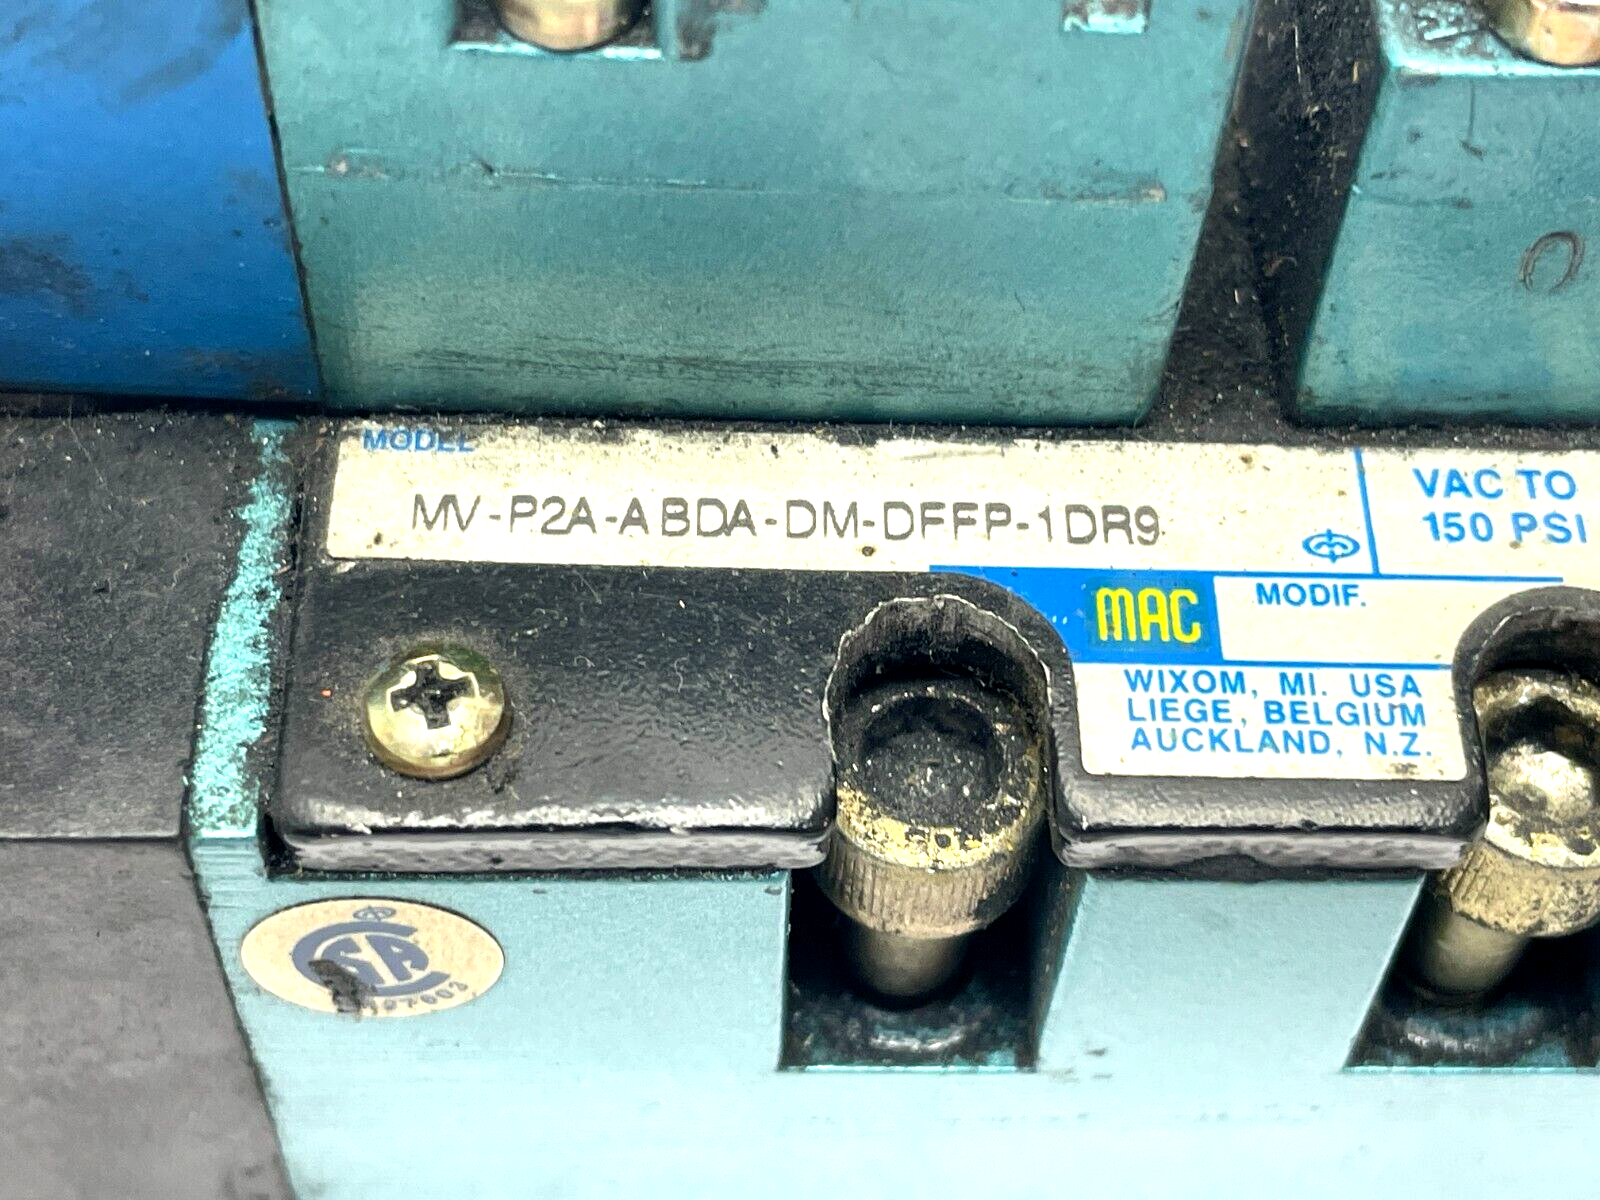 MODEL
MV-P2A-ABDA-DM-DFFP-1DR9
VAC TO
150 PSI
MAC
MODIF.
WIXOM, MI. USA
LIEGE, BELGIUM
AUCKLAND, N.Z.